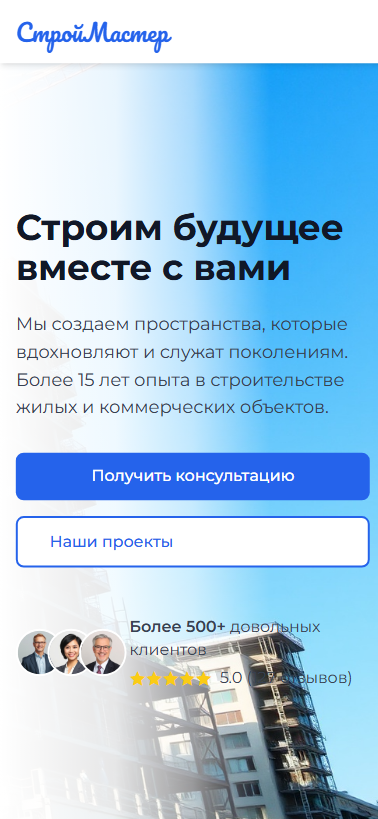 СтройМастер
Строим будущее
вместе с вами
Мы создаем пространства, которые
вдохновляют и служат поколениям.
Более 15 лет опыта в строительстве
жилых и коммерческих объектов.
Получить консультацию
Наши проекты
Более 500+ довольных
клиентов
5.0